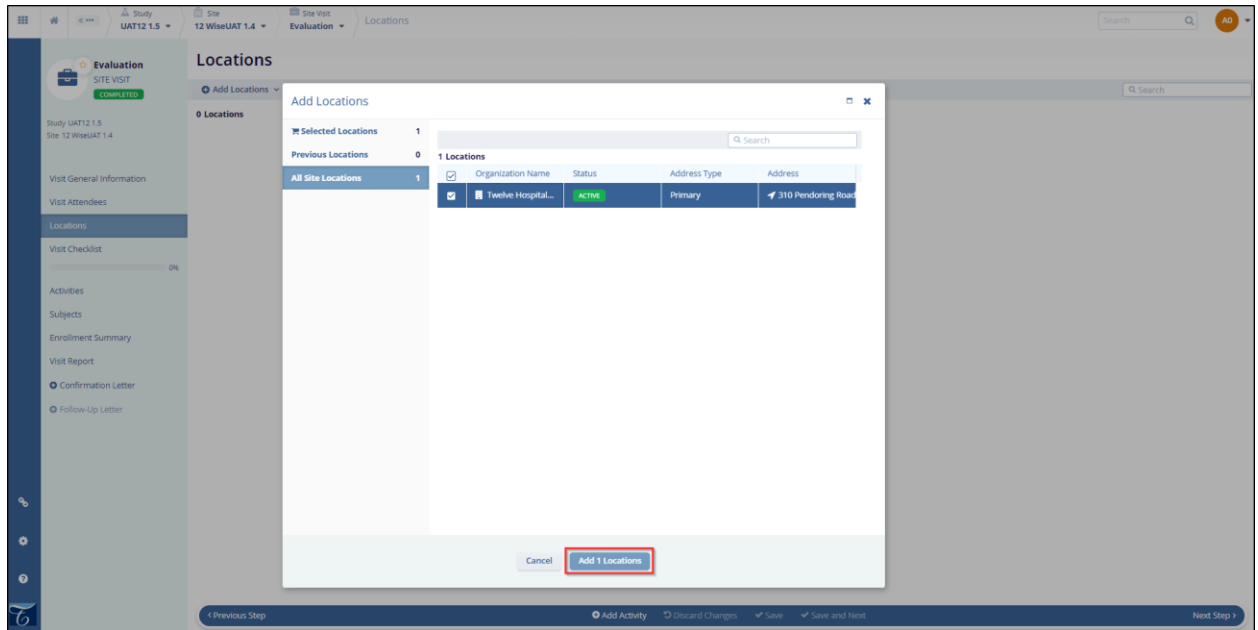 Study
UAT12 1.5
Site
12 WiseUAT 1.4
Site Visit
Evaluation
Locations
Search
AO
Evaluation
SITE VISIT
COMPLETED
Study UAT12 1.5
Site 12 WiseUAT 1.4
Visit General Information
Visit Attendees
Locations
Visit Checklist
0%
Activities
Subjects
Enrollment Summary
Visit Report
Confirmation Letter
Follow-Up Letter
Locations
Add Locations
Search
0 Locations
Add Locations
Selected Locations 1
Previous Locations 0
All Site Locations 1
Search
1 Locations
Organization Name Status Address Type Address
Twelve Hospital... ACTIVE Primary 310 Pendoring Road
Cancel Add 1 Locations
Previous Step Add Activity Discard Changes Save Save and Next Next Step